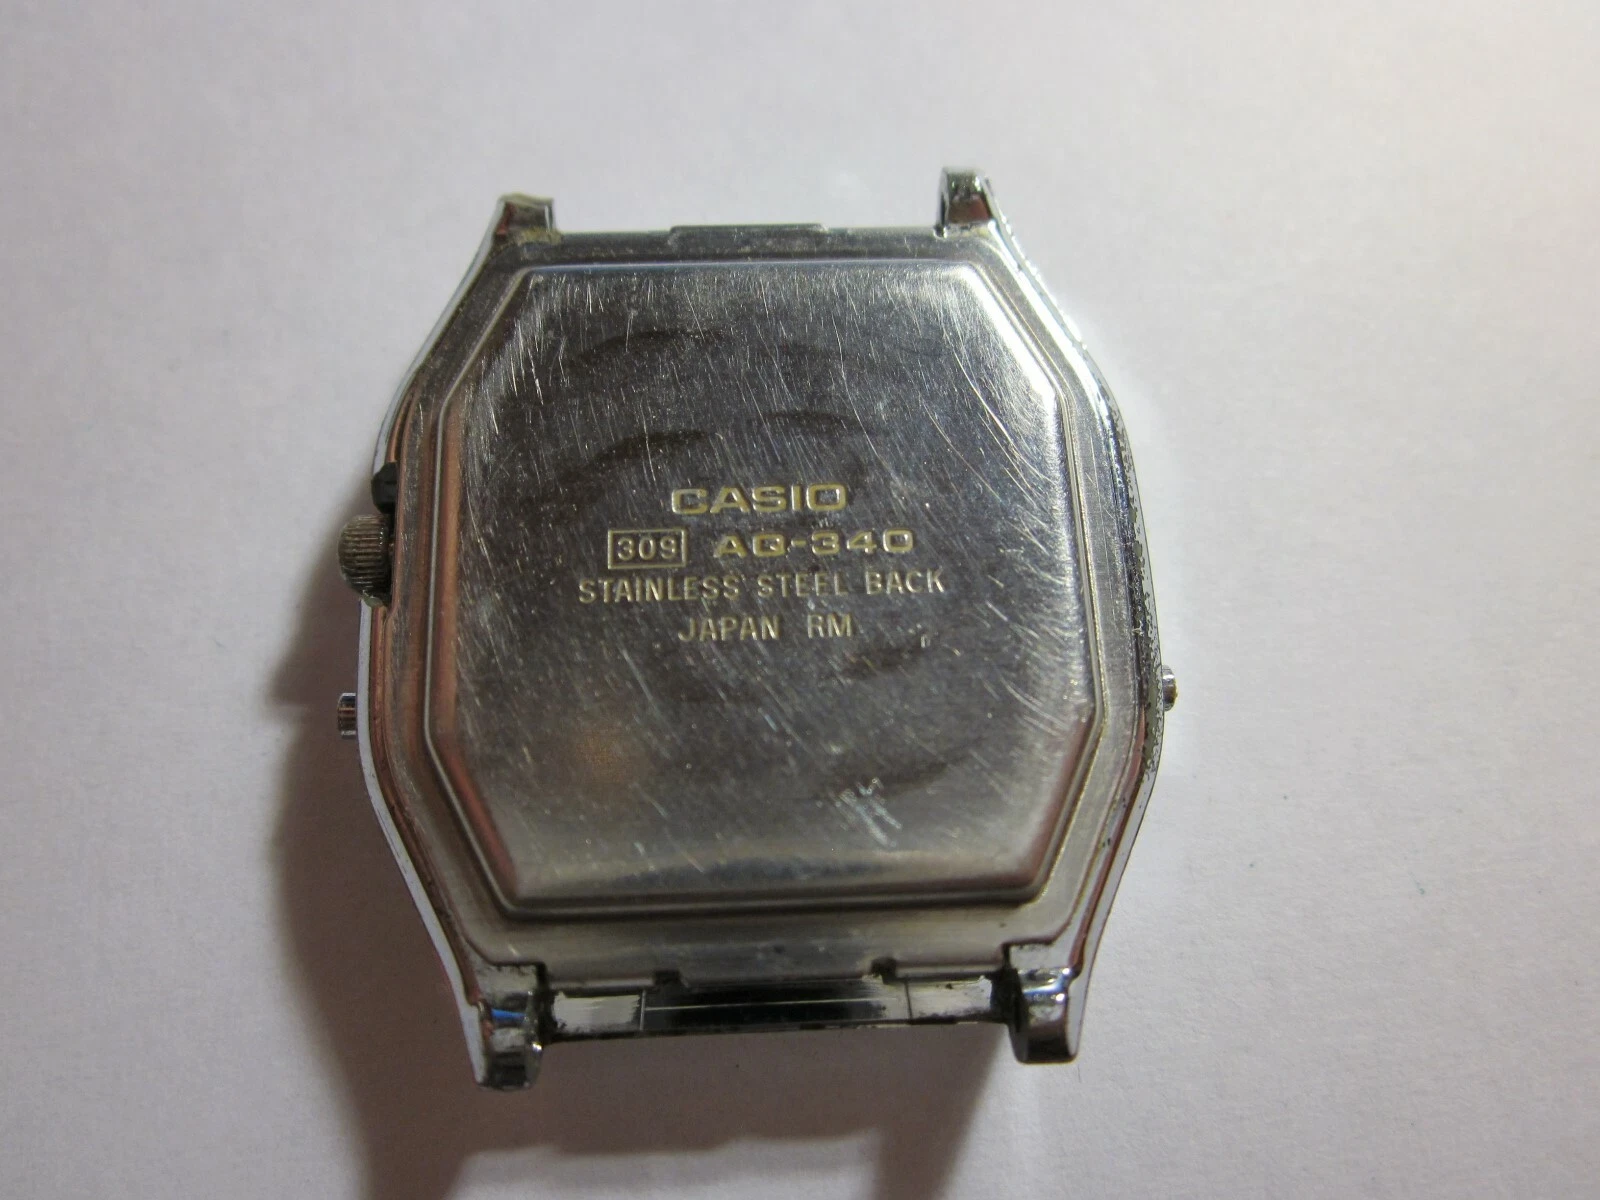 CASIO
309 AQ-340
STAINLESS STEEL BACK
JAPAN RM